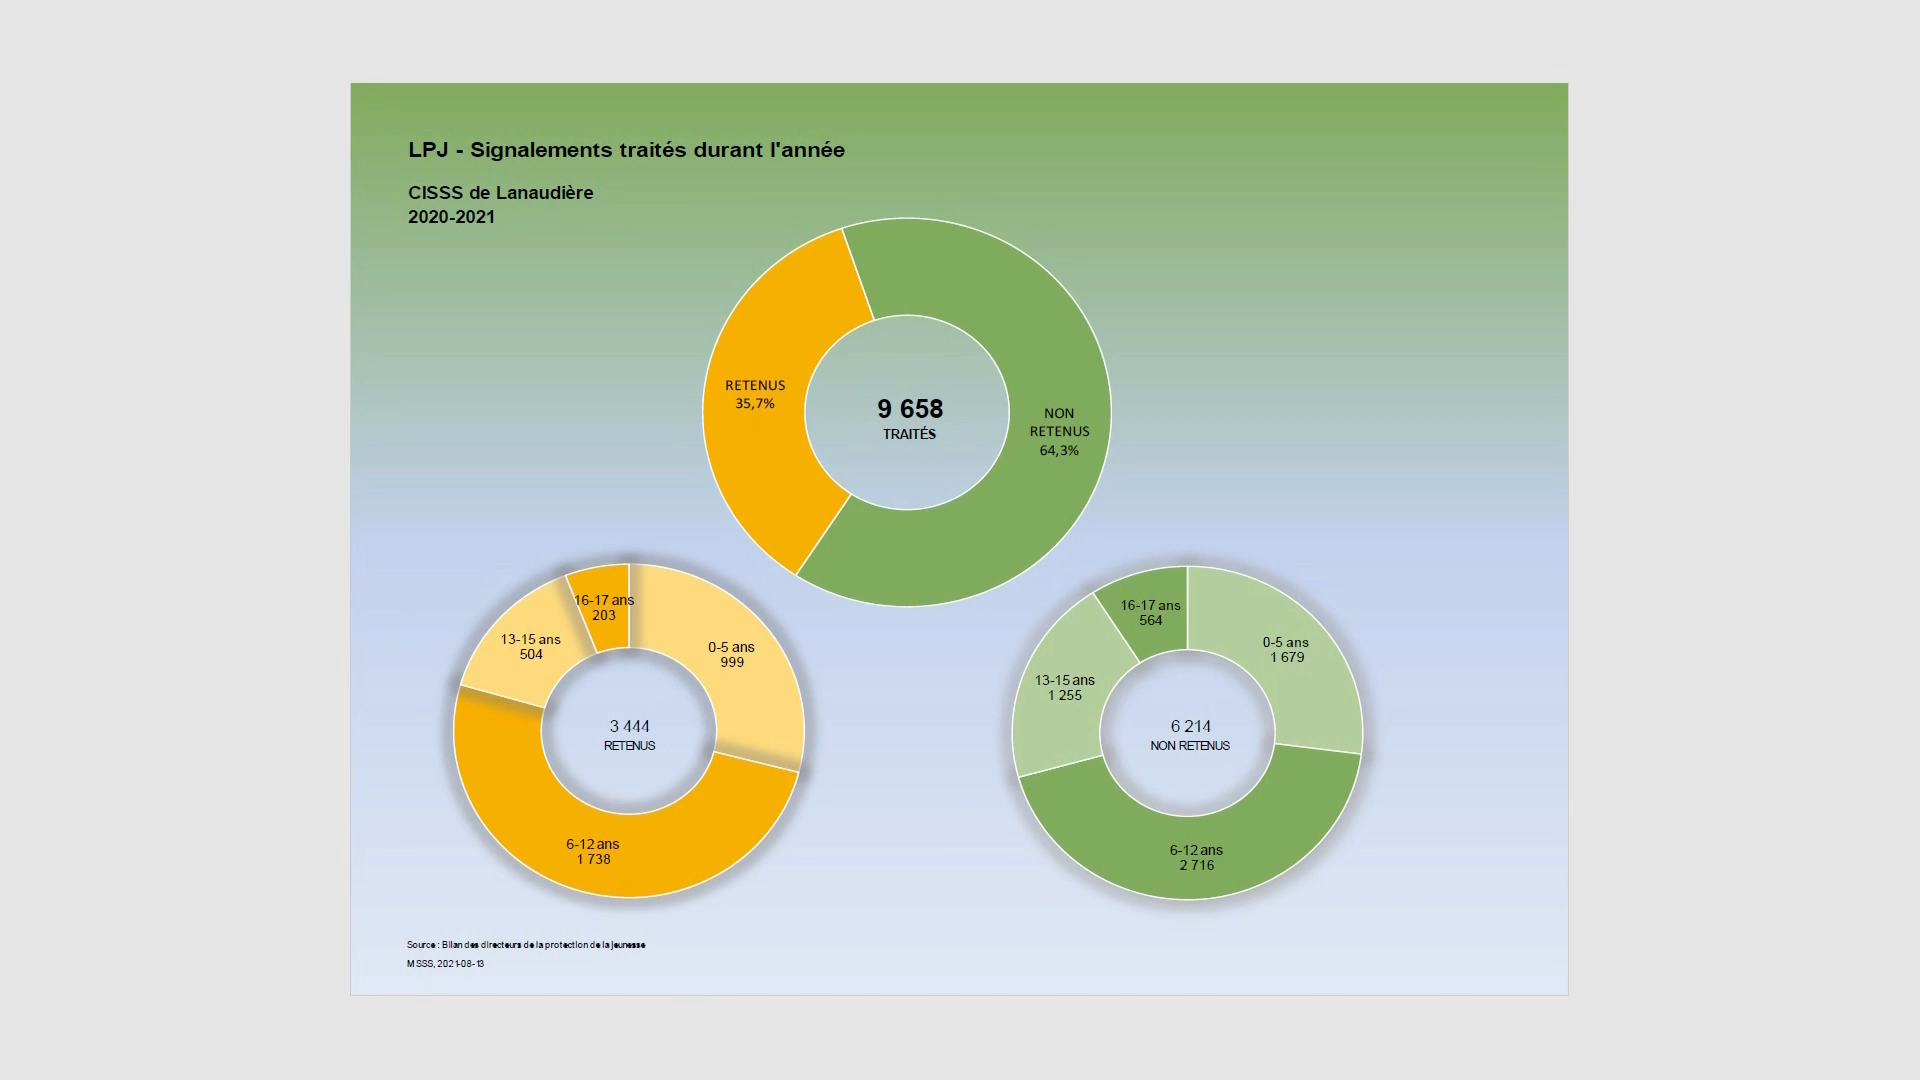 LPJ - Signalements traités durant l'année
CISSS de Lanaudière
2020-2021
RETENUS
35,7%
9 658
TRAITÉS
NON
RETENUS
64,3%
16-17 ans
203
13-15 ans
504
0-5 ans
999
3 444
RETENUS
6-12 ans
1 738
16-17 ans
564
0-5 ans
1 679
13-15 ans
1 255
6 214
NON RETENUS
6-12 ans
2 716
Source : Bilan des directeurs de la protection de la jeunesse
MSSS, 2021-08-13